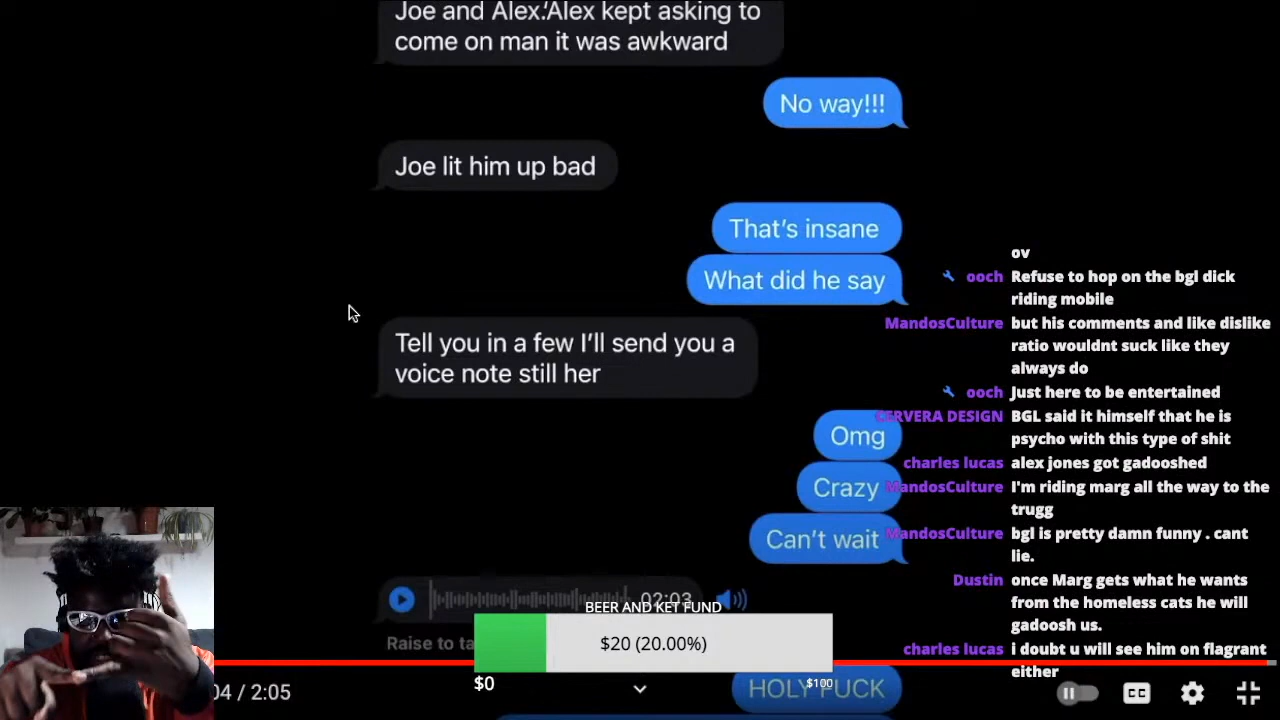 Joe and Alex.'Alex kept asking to
come on man it was awkward
No way!!!
Joe lit him up bad
That's insane
What did he say
Tell you in a few I'll send you a
voice note still her
Omg
Crazy
Can't wait
02:03
Raise to ta
HOLY FUCK
BEER AND KET FUND
$20 (20.00%)
$0
$100
04 / 2:05
CC
ov
ooch Refuse to hop on the bgl dick
riding mobile
MandosCulture but his comments and like dislike
ratio wouldnt suck like they
always do
ooch Just here to be entertained
CERVERA DESIGN BGL said it himself that he is
psycho with this type of shit
charles lucas alex jones got gadooshed
MandosCulture I'm riding marg all the way to the
trugg
MandosCulture bgl is pretty damn funny . cant
lie.
Dustin once Marg gets what he wants
from the homeless cats he will
gadoosh us.
charles lucas i doubt u will see him on flagrant
either